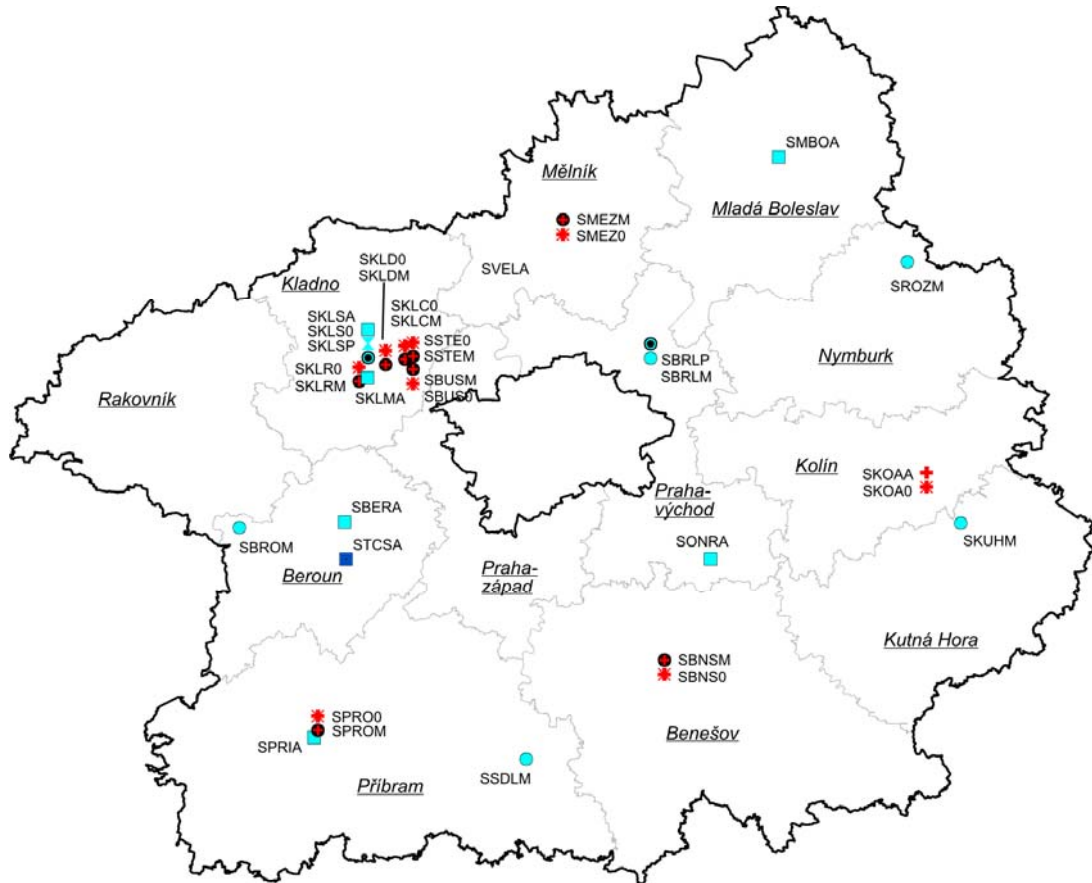 SMBOA
Mělník
Mladá Boleslav
SMEZM
SMEZ0
SKLD0
SKLDM
SVELA
Kladno
SROZM
SKLSA
SKLS0
SKLSP
SKLC0
SKLCM
SSTE0
SSTEM
SBRLP
SBRLM
Nymburk
SKLR0
SKLRM
SKLMA
SBUSM
SBUS0
Rakovník
Kolín
SKOAA
SKOA0
Praha-
východ
SBERA
SBROM
STCSA
SONRA
SKUHM
Beroun
Praha-
západ
Kutná Hora
SBNSM
SBNS0
SPRO0
SPROM
SPRIA
Benešov
SSDLM
Příbram